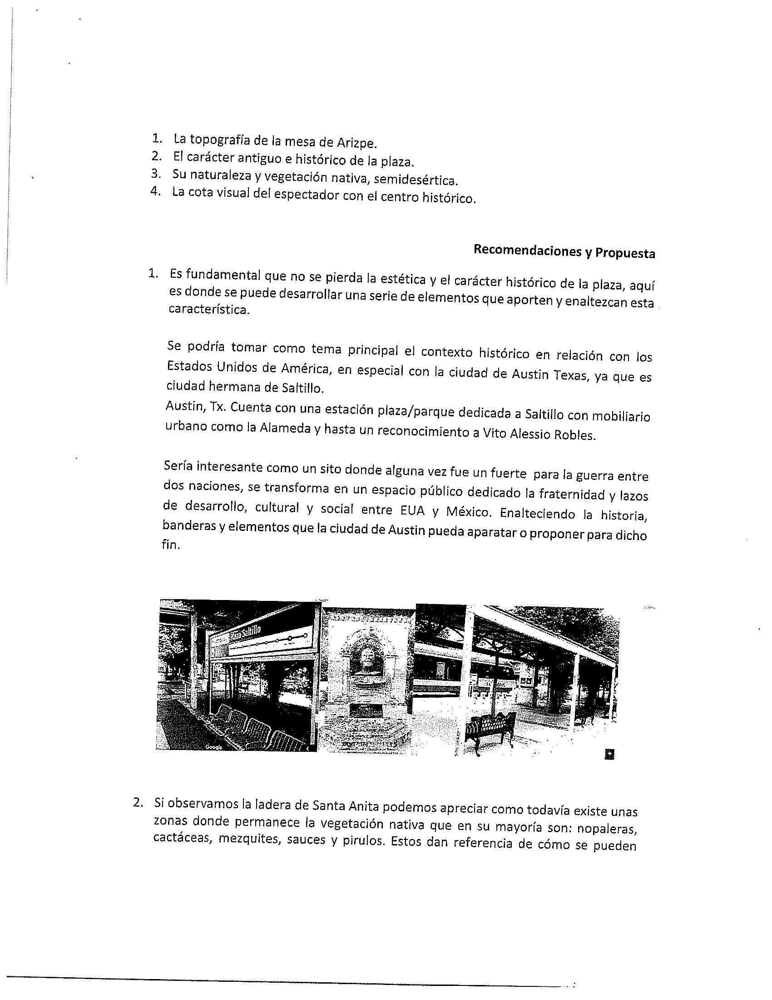 1. La topografía de la mesa de Arizpe.
2. El carácter antiguo e histórico de la plaza.
3. Su naturaleza y vegetación nativa, semidesértica.
4. La cota visual del espectador con el centro histórico.
Recomendaciones y Propuesta
1. Es fundamental que no se pierda la estética y el carácter histórico de la plaza, aquí
es donde se puede desarrollar una serie de elementos que aporten y enaltezcan esta
característica.
Se podría tomar como tema principal el contexto histórico en relación con los
Estados Unidos de América, en especial con la ciudad de Austin Texas, ya que es
ciudad hermana de Saltillo.
Austin, Tx. Cuenta con una estación plaza/parque dedicada a Saltillo con mobiliario
urbano como la Alameda y hasta un reconocimiento a Vito Alessio Robles.
Sería interesante como un sito donde alguna vez fue un fuerte para la guerra entre
dos naciones, se transforma en un espacio público dedicado la fraternidad y lazos
de desarrollo, cultural y social entre EUA y México. Enalteciendo la historia,
banderas y elementos que la ciudad de Austin pueda aparatar o proponer para dicho
fin.
Plaza Saltillo
Google
2. Si observamos la ladera de Santa Anita podemos apreciar como todavía existe unas
zonas donde permanece la vegetación nativa que en su mayoría son: nopaleras,
cactáceas, mezquites, sauces y pirulos. Estos dan referencia de cómo se pueden